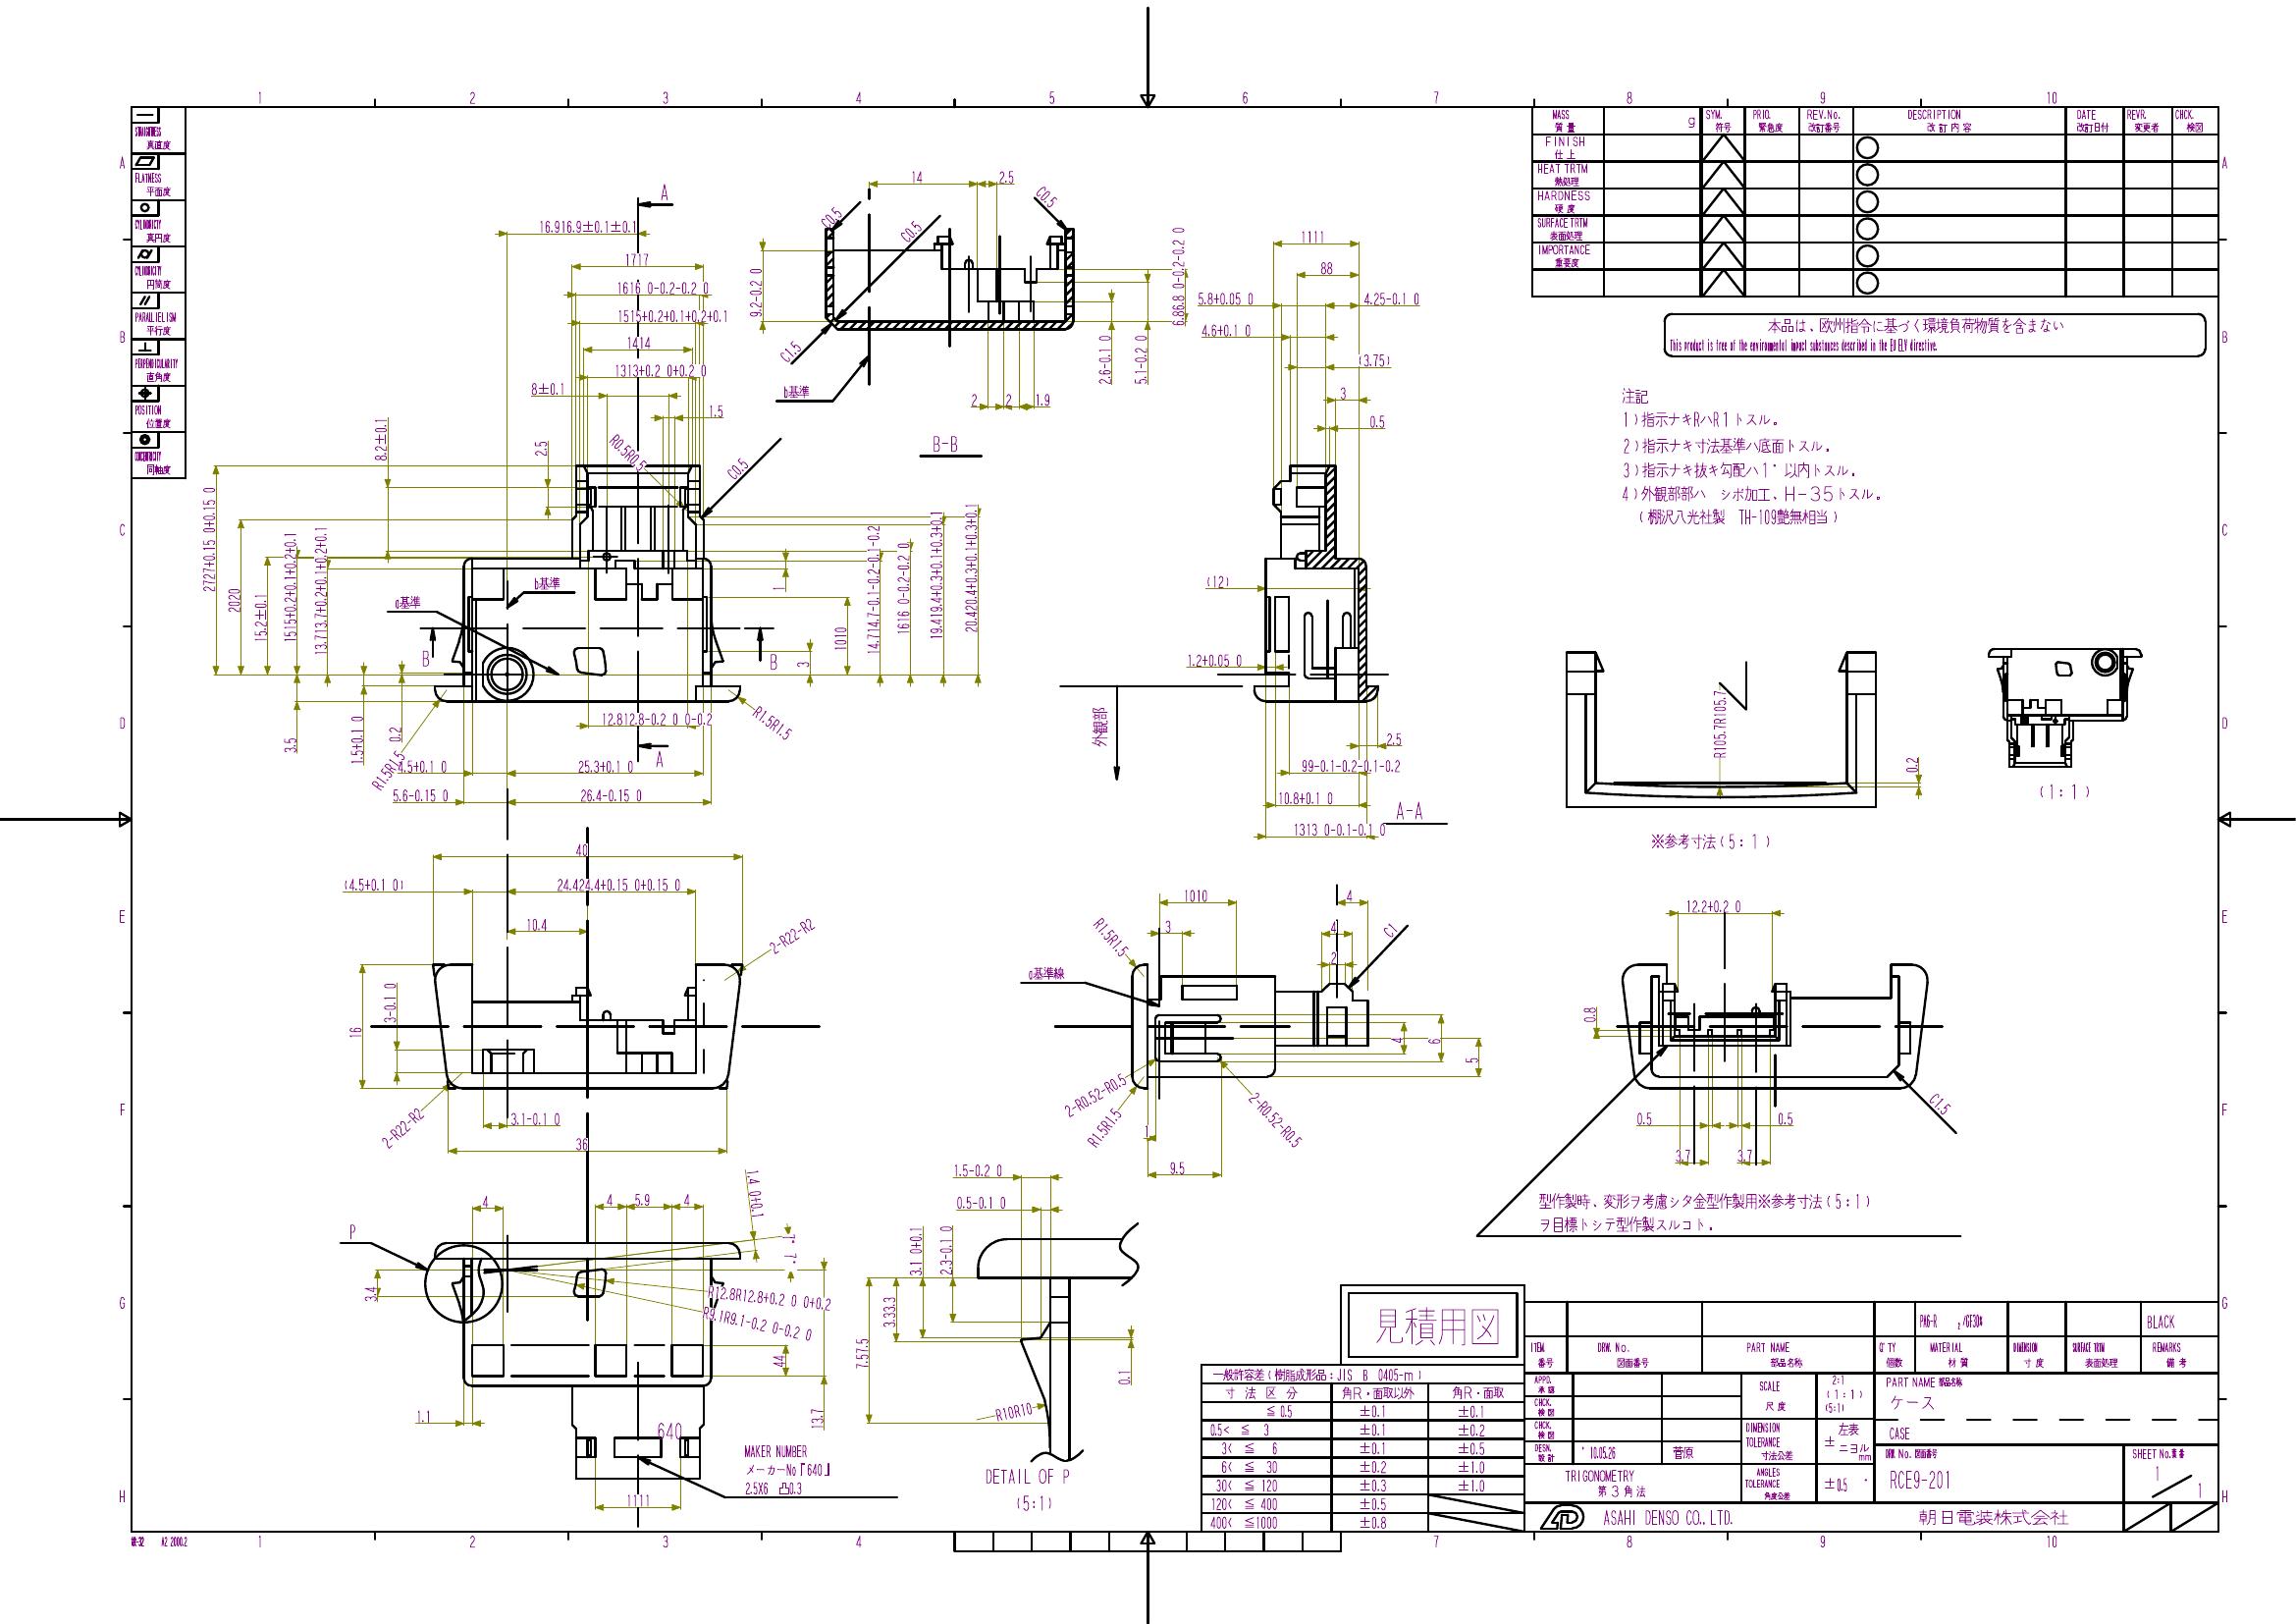 1 2 3 4 5 6 7 8 9 10
A B C D E F G H
STRAIGHTNESS
真直度
FLATNESS
平面度
CYLINDRICITY
真円度
CYLINDRICITY
円筒度
PARALLELISM
平行度
PERPENDICULARITY
直角度
POSITION
位置度
CONCENTRICITY
同軸度
MASS
質量
g
SYM.
符号
PRIO.
緊急度
REV.No.
改訂番号
DESCRIPTION
改訂内容
DATE
改訂日付
REVR.
変更者
CHCK.
検図
FINISH
仕上
HEAT TRTM
熱処理
HARDNESS
硬度
SURFACE TRTM
表面処理
IMPORTANCE
重要度
本品は、欧州指令に基づく環境負荷物質を含まない
This product is free of the environmental impact substances described in the EU ELV directive.
注記
1)指示ナキRハR1トスル。
2)指示ナキ寸法基準ハ底面トスル。
3)指示ナキ抜キ勾配ハ1°以内トスル。
4)外観部部ハ シボ加工、H-35トスル。
(棚沢八光社製 TH-109艶無相当)
A
16.916.9±0.1±0.1
1717
1616 0-0.2-0.2 0
1515+0.2+0.1+0.2+0.1
1414
1313+0.2 0+0.2 0
8±0.1
1.5
8.2±0.1
2.5
R0.5R0.5
C0.5
2727+0.15 0+0.15 0
2020
15.2±0.1
1515+0.2+0.1+0.2+0.1
13.713.7+0.2+0.1+0.2+0.1
b基準
a基準
1
1010
3
14.714.7-0.1-0.2-0.1-0.2
1616 0-0.2-0.2 0
19.419.4+0.3+0.1+0.3+0.1
20.420.4+0.3+0.1+0.3+0.1
B
B
3.5
1.5+0.1 0
0.2
R1.5R1.5
12.812.8-0.2 0 0-0.2
R1.5R1.5
A
4.5+0.1 0
25.3+0.1 0
5.6-0.15 0
26.4-0.15 0
14
2.5
C0.5
C0.5
C0.5
9.2-0.2 0
C1.5
b基準
2
2
1.9
2.6-0.1 0
5.1-0.2 0
6.86.8 0-0.2-0.2 0
B-B
1111
88
5.8+0.05 0
4.25-0.1 0
4.6+0.1 0
(3.75)
3
0.5
(12)
1.2+0.05 0
外観部
2.5
99-0.1-0.2-0.1-0.2
10.8+0.1 0
1313 0-0.1-0.1 0
A-A
R105.7R105.7
0.2
※参考寸法(5:1)
(1:1)
40
(4.5+0.1 0)
24.424.4+0.15 0+0.15 0
10.4
2-R22-R2
16
3-0.1 0
2-R22-R2
3.1-0.1 0
36
1010
4
R1.5R1.5
3
4
2
C1
a基準線
4
6
5
2-R0.52-R0.5
R1.5R1.5
2-R0.52-R0.5
1
9.5
12.2+0.2 0
0.8
0.5
0.5
3.7
3.7
C1.5
型作製時、変形ヲ考慮シタ金型作製用※参考寸法(5:1)
ヲ目標トシテ型作製スルコト.
P
4
4
5.9
4
1.4 0+0.1
7°
7°
3.4
R12.8R12.8+0.2 0 0+0.2
R9.1R9.1-0.2 0-0.2 0
44
13.7
1.1
640
1111
MAKER NUMBER
メーカーNo「640」
2.5X6 凸0.3
1.5-0.2 0
0.5-0.1 0
3.1 0+0.1
2.3-0.1 0
3.33.3
7.57.5
0.1
R10R10
DETAIL OF P
(5:1)
見積用図
一般許容差(樹脂成形品:JIS B 0405-m)
寸法区分 角R・面取以外 角R・面取
≦0.5 ±0.1 ±0.1
0.5< ≦ 3 ±0.1 ±0.2
3< ≦ 6 ±0.1 ±0.5
6< ≦ 30 ±0.2 ±1.0
30< ≦ 120 ±0.3 ±1.0
120< ≦ 400 ±0.5
400< ≦1000 ±0.8
PA6-R 2 /GF30%
BLACK
ITEM
番号
DRW. No.
図面番号
PART NAME
部品名称
Q'TY
個数
MATERIAL
材質
DIMENSION
寸度
SURFACE TRTM
表面処理
REMARKS
備考
APPD.
承認
CHCK.
検図
CHCK.
検図
DESN.
設計
'10.05.26
菅原
SCALE
尺度
2:1
(1:1)
(5:1)
DIMENSION
TOLERANCE
寸法公差
左表
± ニヨル
mm
ANGLES
TOLERANCE
角度公差
±0.5 °
TRIGONOMETRY
第3角法
PART NAME 部品名称
ケース
CASE
DRW. No. 図面番号
RCE9-201
SHEET No.葉番
1/1
ASAHI DENSO CO., LTD.
朝日電装株式会社
A2 2000.2
1 2 3 4 7 8 9 10